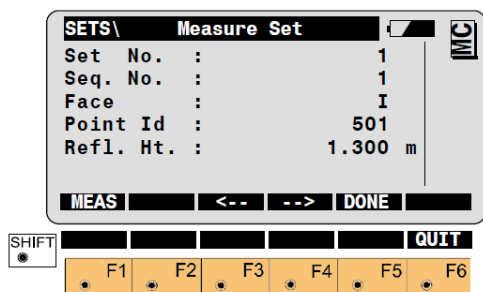 SETS\ Measure Set
MC
Set No. : 1
Seq. No. : 1
Face : I
Point Id : 501
Refl. Ht. : 1.300 m
MEAS <-- --> DONE
SHIFT
QUIT
F1 F2 F3 F4 F5 F6